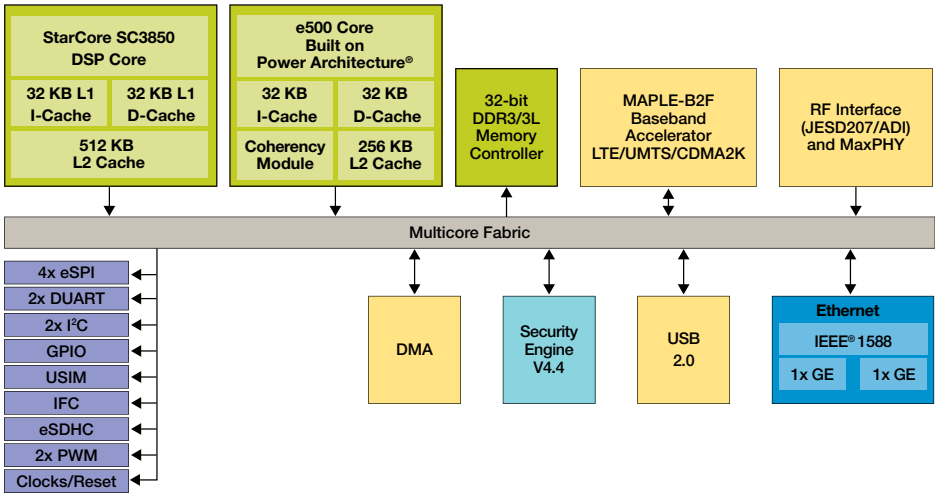 StarCore SC3850
DSP Core
32 KB L1
I-Cache
32 KB L1
D-Cache
512 KB
L2 Cache
e500 Core
Built on
Power Architecture®
32 KB
I-Cache
32 KB
D-Cache
Coherency
Module
256 KB
L2 Cache
32-bit
DDR3/3L
Memory
Controller
MAPLE-B2F
Baseband
Accelerator
LTE/UMTS/CDMA2K
RF Interface
(JESD207/ADI)
and MaxPHY
Multicore Fabric
4x eSPI
2x DUART
2x I²C
GPIO
USIM
IFC
eSDHC
2x PWM
Clocks/Reset
DMA
Security
Engine
V4.4
USB
2.0
Ethernet
IEEE® 1588
1x GE
1x GE